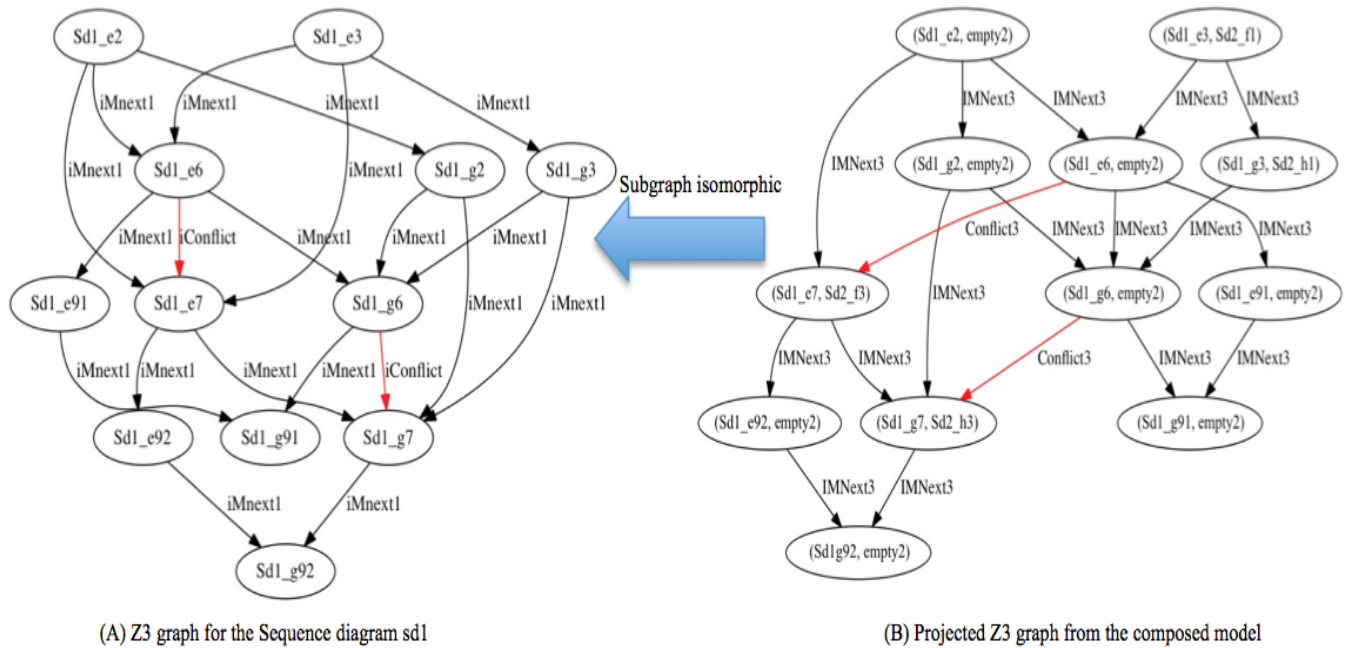 Sd1_e2
Sd1_e3
iMnext1
iMnext1
iMnext1
iMnext1
Sd1_e6
Sd1_g2
Sd1_g3
iMnext1
iMnext1
iMnext1
iConflict
iMnext1
iMnext1
iMnext1
Sd1_e91
Sd1_e7
Sd1_g6
iMnext1
iMnext1
iMnext1
iMnext1
iMnext1
iMnext1
iConflict
Sd1_e92
Sd1_g91
Sd1_g7
iMnext1
iMnext1
Sd1_g92
(A) Z3 graph for the Sequence diagram sd1
Subgraph isomorphic
(Sd1_e2, empty2)
(Sd1_e3, Sd2_f1)
IMNext3
IMNext3
IMNext3
IMNext3
IMNext3
(Sd1_g2, empty2)
(Sd1_e6, empty2)
(Sd1_g3, Sd2_h1)
Conflict3
IMNext3
IMNext3
IMNext3
IMNext3
(Sd1_e7, Sd2_f3)
IMNext3
(Sd1_g6, empty2)
(Sd1_e91, empty2)
IMNext3
IMNext3
Conflict3
IMNext3
IMNext3
(Sd1_e92, empty2)
(Sd1_g7, Sd2_h3)
(Sd1_g91, empty2)
IMNext3
IMNext3
(Sd1g92, empty2)
(B) Projected Z3 graph from the composed model